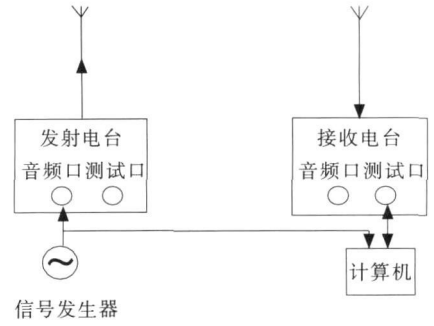 发射电台
音频口测试口
接收电台
音频口测试口
计算机
信号发生器